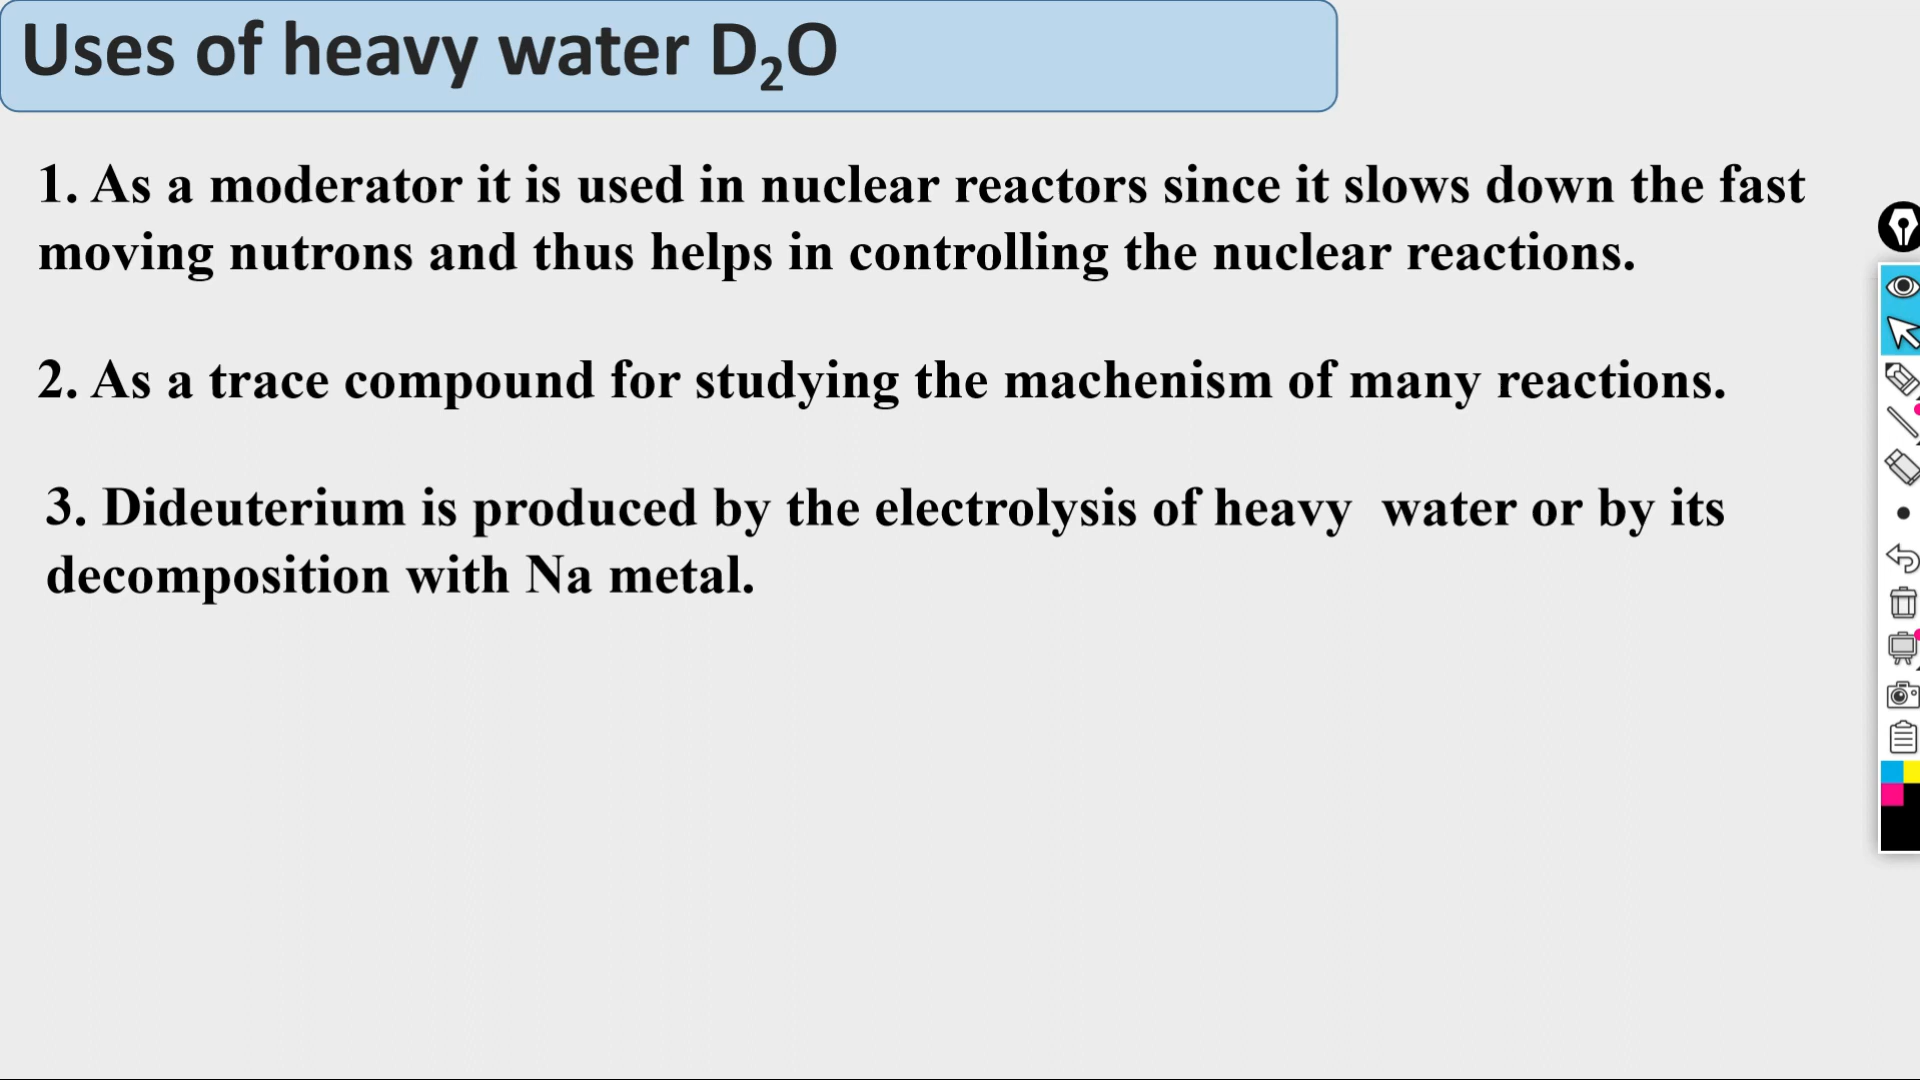 Uses of heavy water D₂O
1. As a moderator it is used in nuclear reactors since it slows down the fast
moving nutrons and thus helps in controlling the nuclear reactions.
2. As a trace compound for studying the machenism of many reactions.
3. Dideuterium is produced by the electrolysis of heavy  water or by its
decomposition with Na metal.